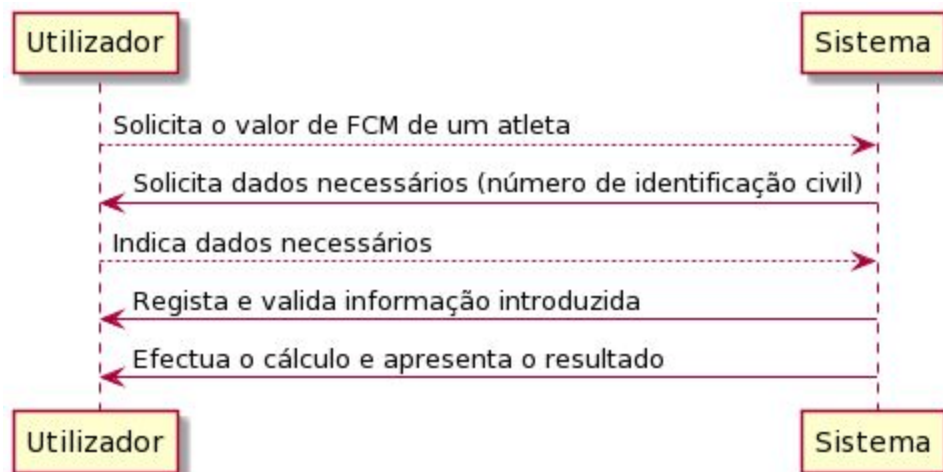 Utilizador
Sistema
Solicita o valor de FCM de um atleta
Solicita dados necessários (número de identificação civil)
Indica dados necessários
Regista e valida informação introduzida
Efectua o cálculo e apresenta o resultado
Utilizador
Sistema